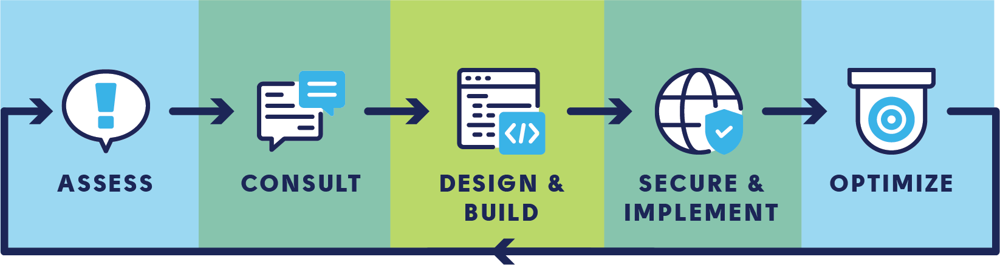 ASSESS
CONSULT
DESIGN &
BUILD
SECURE &
IMPLEMENT
OPTIMIZE